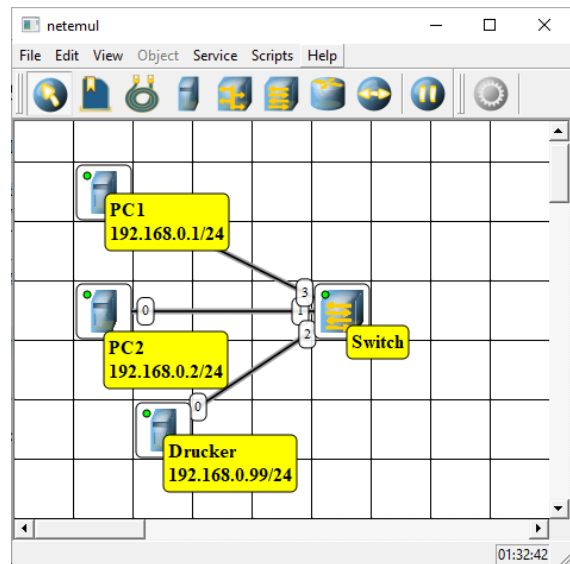 netemul
File Edit View Object Service Scripts Help
PC1
192.168.0.1/24
3
0
1
PC2
192.168.0.2/24
2
Switch
0
Drucker
192.168.0.99/24
01:32:42